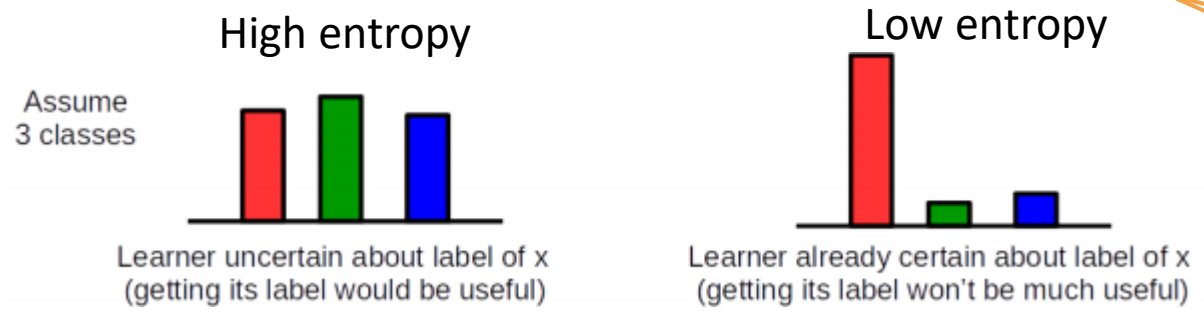 High entropy
Low entropy
Assume
3 classes
Learner uncertain about label of x
(getting its label would be useful)
Learner already certain about label of x
(getting its label won't be much useful)